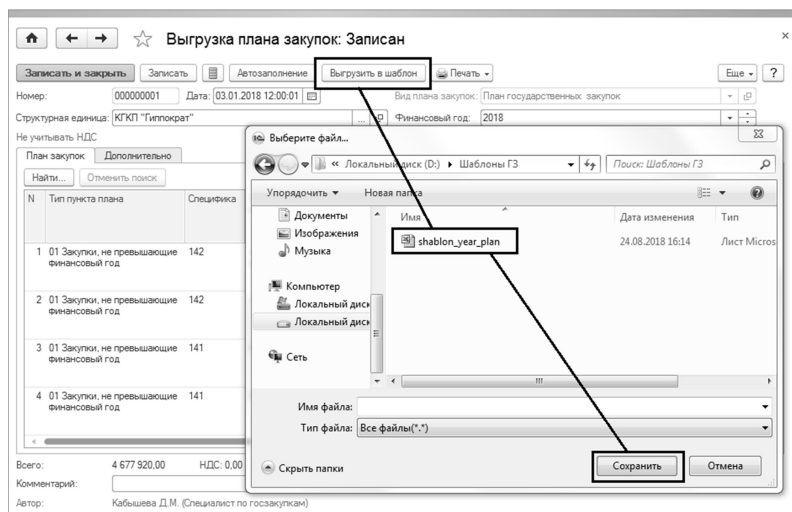 Выгрузка плана закупок: Записан
Записать и закрыть Записать Автозаполнение Выгрузить в шаблон Печать Еще ?
Номер: 000000001 Дата: 03.01.2018 12:00:01 Вид плана закупок: План государственных закупок
Структурная единица: КГКП "Гиппократ" ... Финансовый год: 2018
Не учитывать НДС
План закупок Дополнительно
Найти... Отменить поиск
N Тип пункта плана Специфика
1 01 Закупки, не превышающие 142
финансовый год
2 01 Закупки, не превышающие 142
финансовый год
3 01 Закупки, не превышающие 141
финансовый год
4 01 Закупки, не превышающие 141
финансовый год
Всего: 4 677 920,00 НДС: 0,00
Комментарий:
Автор: Кабышева Д.М. (Специалист по госзакупкам)
Выберите файл...
« Локальный диск (D:) Шаблоны ГЗ Поиск: Шаблоны ГЗ
Упорядочить Новая папка
Имя Дата изменения Тип
shablon_year_plan 24.08.2018 16:14 Лист Micros
Документы
Изображения
Музыка
Компьютер
Локальный диск
Локальный диск
Сеть
Имя файла:
Тип файла: Все файлы(*.*)
Скрыть папки Сохранить Отмена